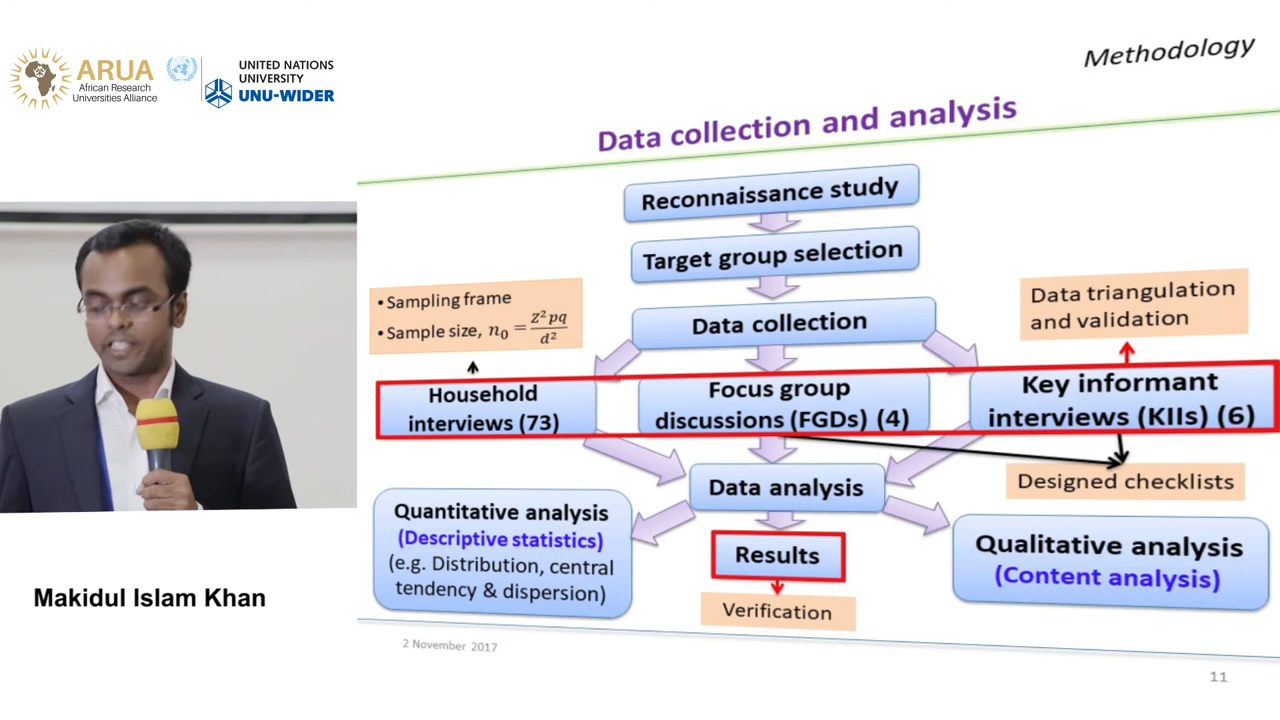 ARUA
African Research
Universities Alliance
UNITED NATIONS
UNIVERSITY
UNU-WIDER
Methodology
Data collection and analysis
Reconnaissance study
Target group selection
• Sampling frame
• Sample size, n₀ = Z²pq / d²
Data collection
Data triangulation
and validation
Household
interviews (73)
Focus group
discussions (FGDs) (4)
Key informant
interviews (KIIs) (6)
Data analysis
Designed checklists
Quantitative analysis
(Descriptive statistics)
(e.g. Distribution, central
tendency & dispersion)
Results
Verification
Qualitative analysis
(Content analysis)
Makidul Islam Khan
2 November 2017
11